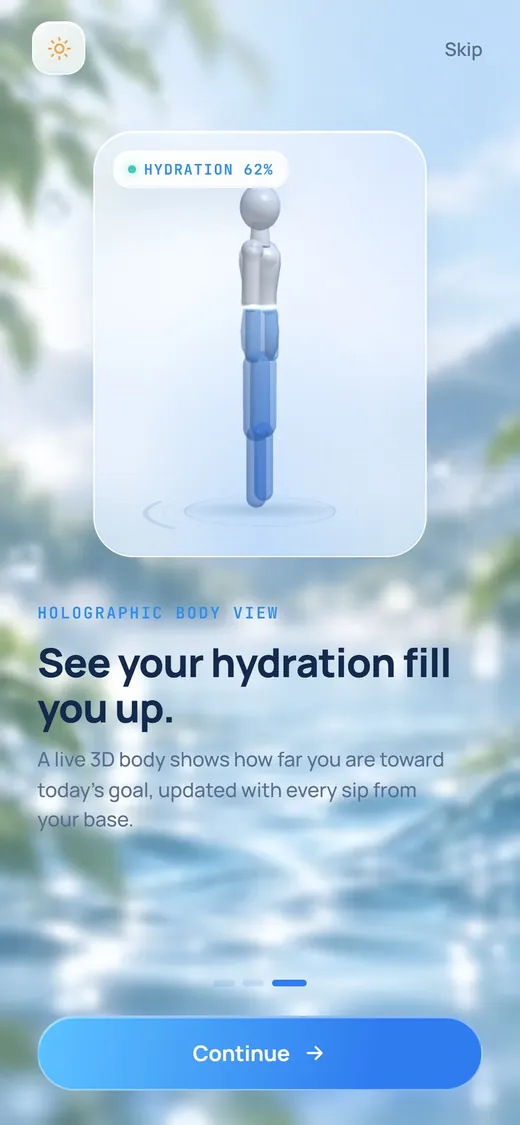 Skip
HYDRATION 62%
HOLOGRAPHIC BODY VIEW
See your hydration fill
you up.
A live 3D body shows how far you are toward
today's goal, updated with every sip from
your base.
Continue →